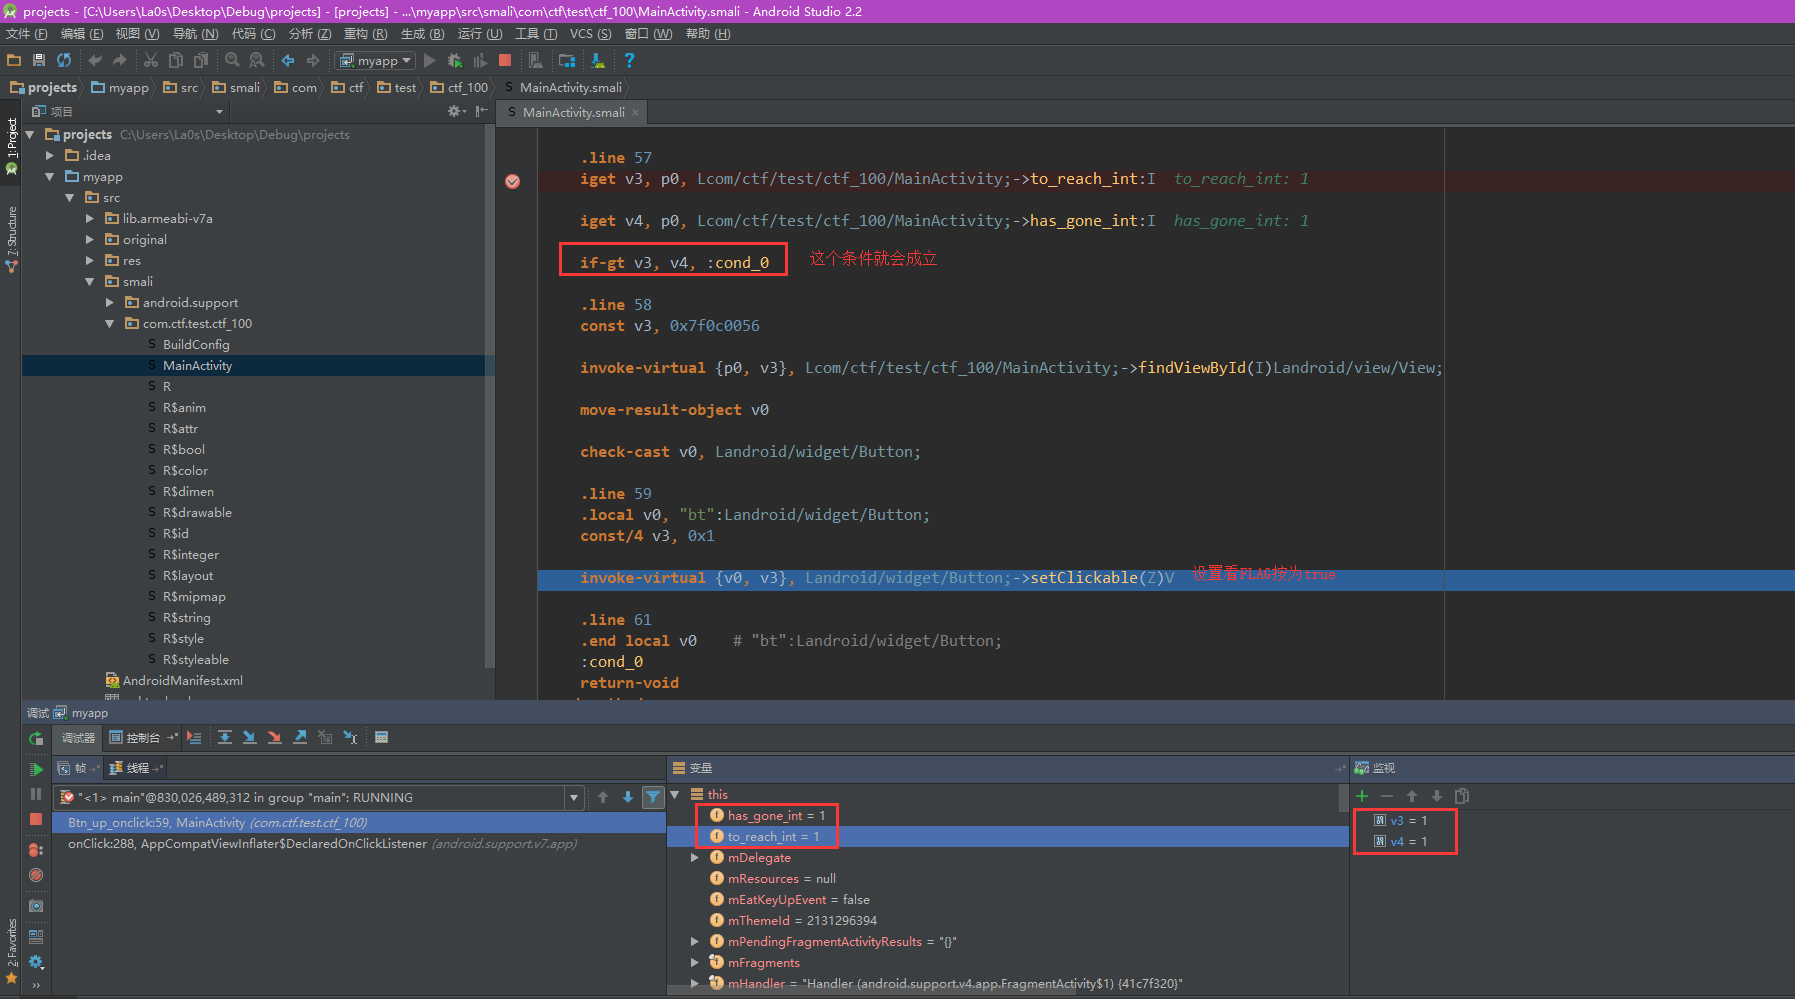 projects - [C:\Users\La0s\Desktop\Debug\projects] - [projects] - ...\myapp\src\smali\com\ctf\test\ctf_100\MainActivity.smali - Android Studio 2.2
文件 (F) 编辑 (E) 视图 (V) 导航 (N) 代码 (C) 分析 (Z) 重构 (R) 生成 (B) 运行 (U) 工具 (T) VCS (S) 窗口 (W) 帮助 (H)
myapp
projects myapp src smali com ctf test ctf_100 MainActivity.smali
项目
MainActivity.smali
1: Project
7: Structure
2: Favorites
projects C:\Users\La0s\Desktop\Debug\projects
.idea
myapp
src
lib.armeabi-v7a
original
res
smali
android.support
com.ctf.test.ctf_100
BuildConfig
MainActivity
R
R$anim
R$attr
R$bool
R$color
R$dimen
R$drawable
R$id
R$integer
R$layout
R$mipmap
R$string
R$style
R$styleable
AndroidManifest.xml
.line 57
iget v3, p0, Lcom/ctf/test/ctf_100/MainActivity;->to_reach_int:I to_reach_int: 1
iget v4, p0, Lcom/ctf/test/ctf_100/MainActivity;->has_gone_int:I has_gone_int: 1
if-gt v3, v4, :cond_0 这个条件就会成立
.line 58
const v3, 0x7f0c0056
invoke-virtual {p0, v3}, Lcom/ctf/test/ctf_100/MainActivity;->findViewById(I)Landroid/view/View;
move-result-object v0
check-cast v0, Landroid/widget/Button;
.line 59
.local v0, "bt":Landroid/widget/Button;
const/4 v3, 0x1
invoke-virtual {v0, v3}, Landroid/widget/Button;->setClickable(Z)V 设置看FLAG按为true
.line 61
.end local v0 # "bt":Landroid/widget/Button;
:cond_0
return-void
调试 myapp
调试器 控制台
帧 线程
"<1> main"@830,026,489,312 in group "main": RUNNING
Btn_up_onclick:59, MainActivity (com.ctf.test.ctf_100)
onClick:288, AppCompatViewInflater$DeclaredOnClickListener (android.support.v7.app)
变量
this
has_gone_int = 1
to_reach_int = 1
mDelegate
mResources = null
mEatKeyUpEvent = false
mThemeId = 2131296394
mPendingFragmentActivityResults = "{}"
mFragments
mHandler = "Handler (android.support.v4.app.FragmentActivity$1) {41c7f320}"
监视
v3 = 1
v4 = 1